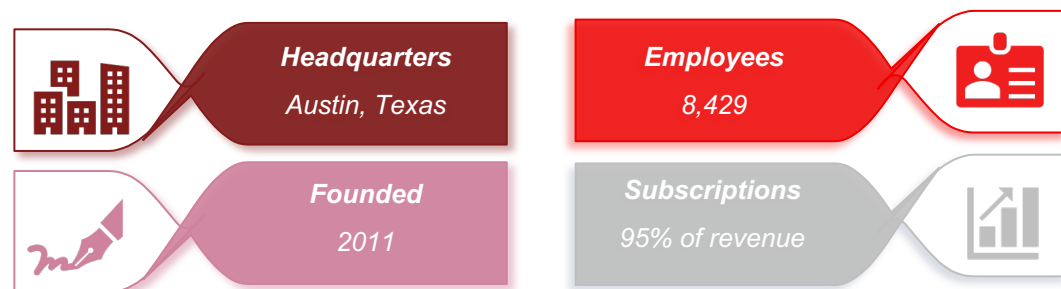 Headquarters
Austin, Texas
Employees
8,429
Founded
2011
Subscriptions
95% of revenue